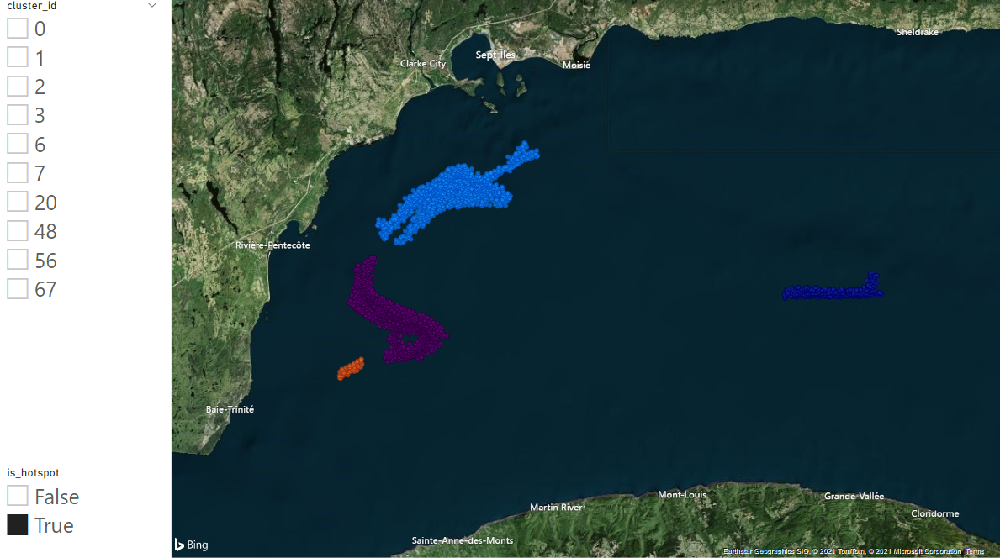 cluster_id
0
1
2
3
6
7
20
48
56
67
is_hotspot
False
True
Sheldrake
Sept-Iles
Clarke City
Moisie
Rivière-Pentecôte
Baie-Trinité
Mont-Louis
Grande-Vallée
Martin River
Cloridorme
Sainte-Anne-des-Monts
Bing
Earthstar Geographics SIO, © 2021 TomTom, © 2021 Microsoft Corporation Terms